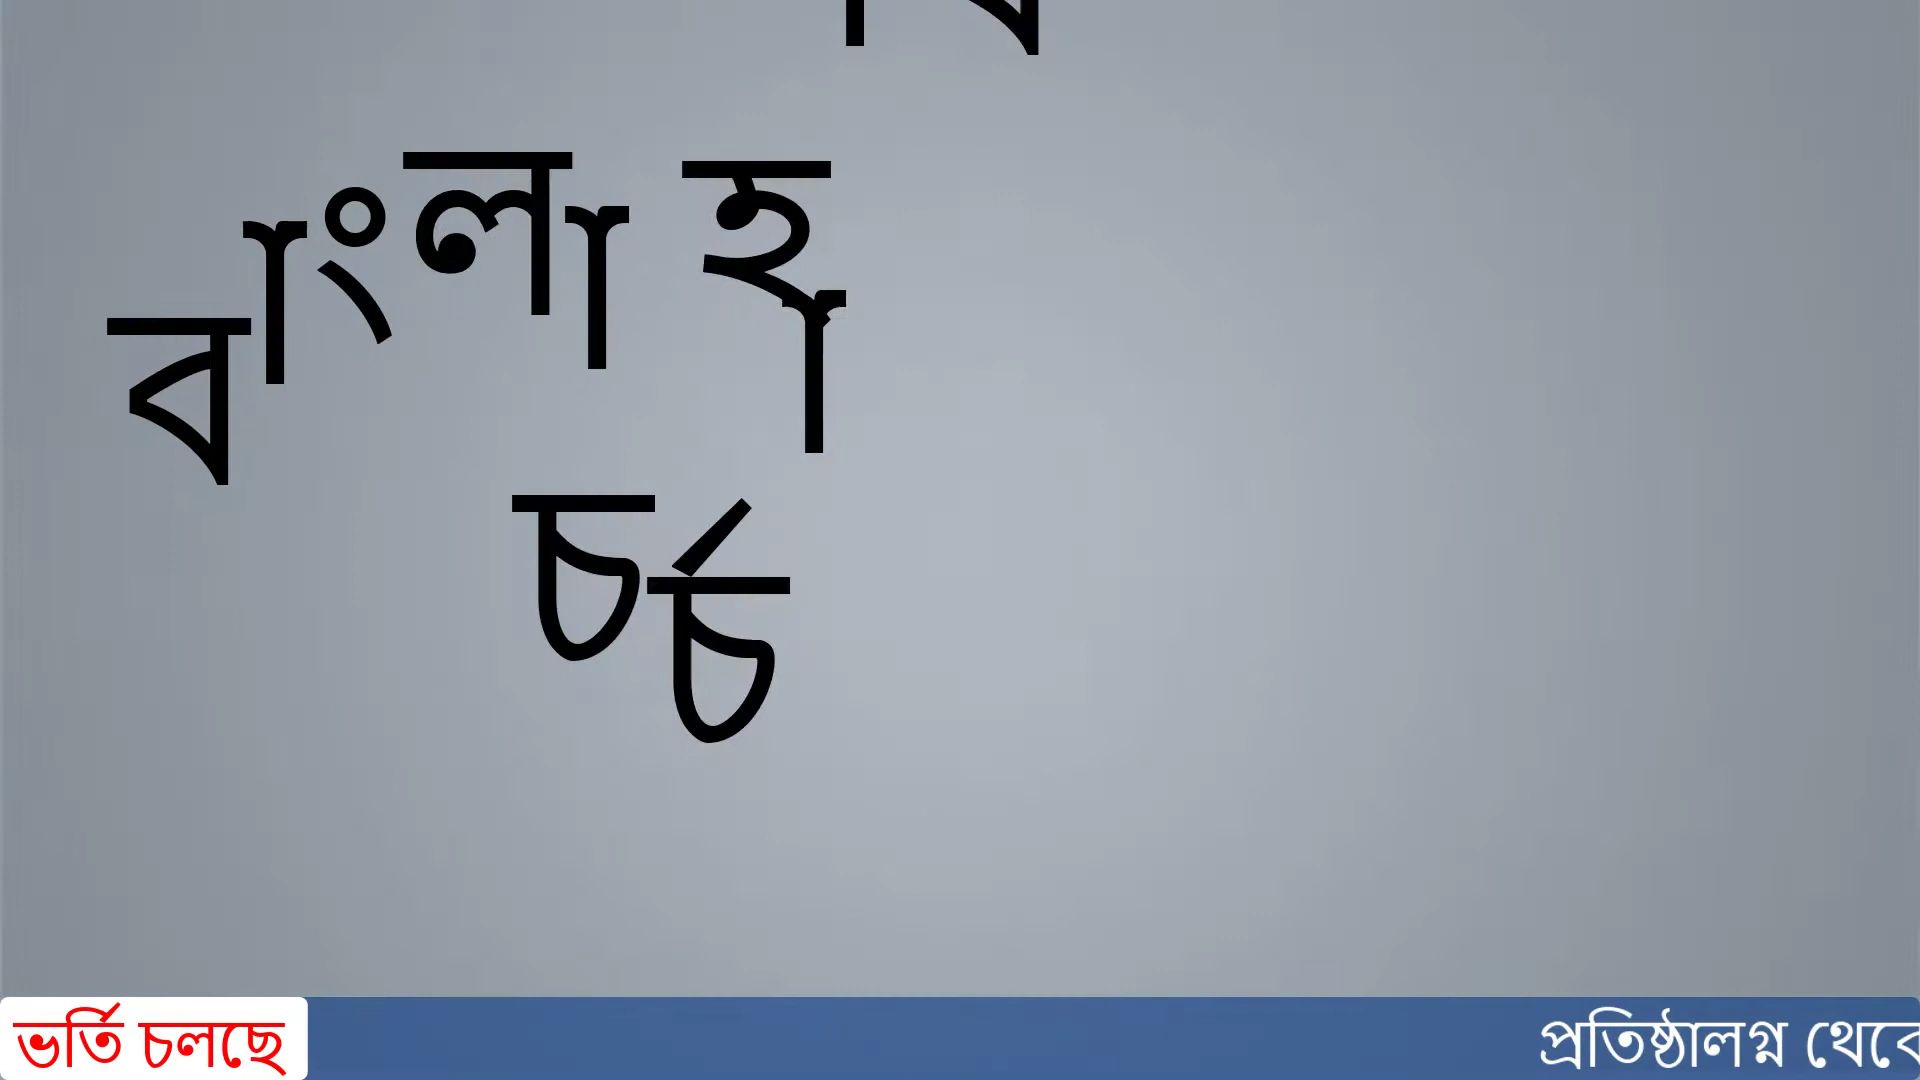 বাংলা হা
চর্চ
ভর্তি চলছে
প্রতিষ্ঠালগ্ন